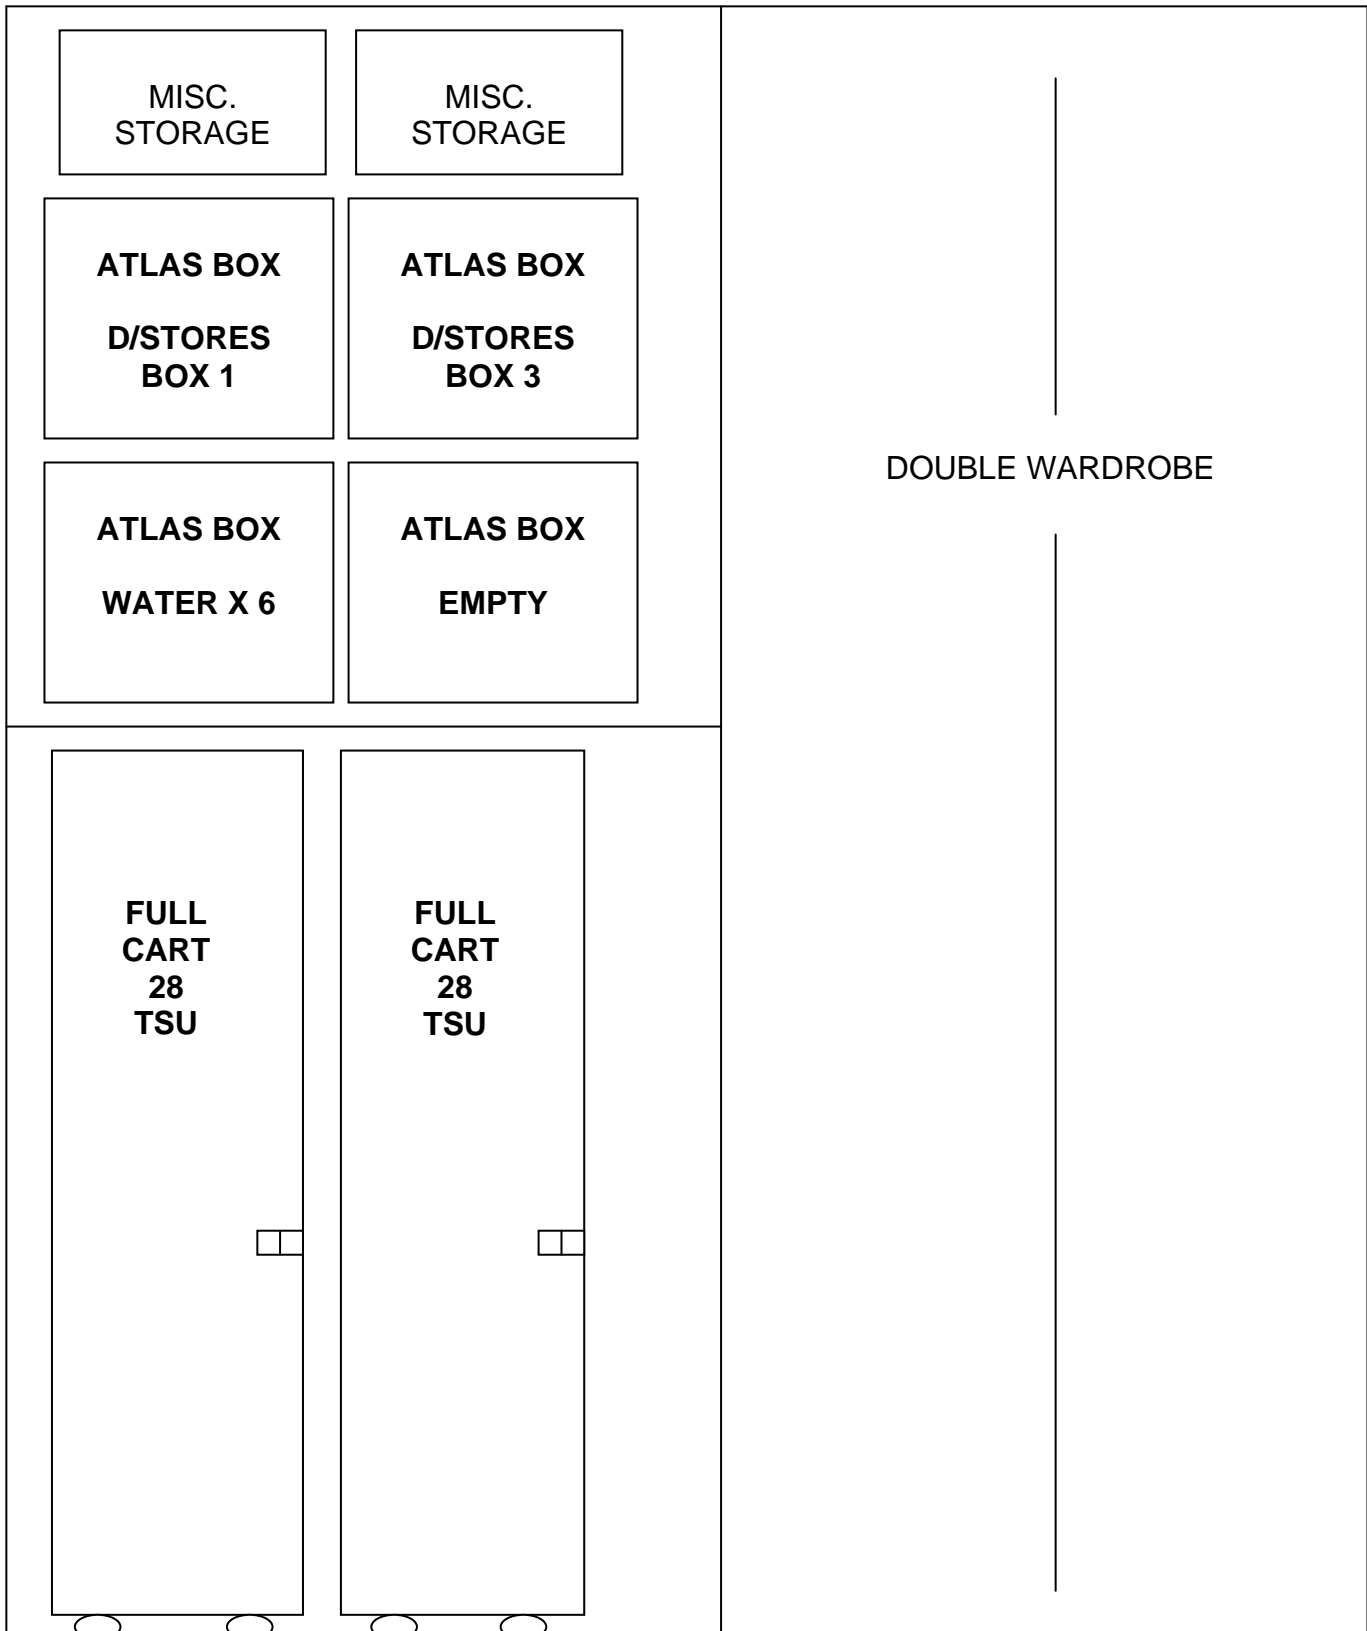 MISC.
STORAGE
MISC.
STORAGE
ATLAS BOX
D/STORES
BOX 1
ATLAS BOX
D/STORES
BOX 3
DOUBLE WARDROBE
ATLAS BOX
WATER X 6
ATLAS BOX
EMPTY
FULL
CART
28
TSU
FULL
CART
28
TSU